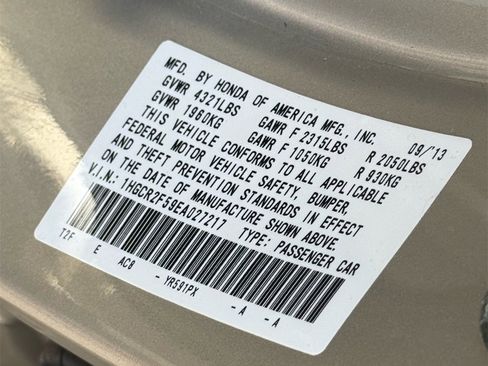 MFD. BY HONDA OF AMERICA MFG., INC. 09/13
GVWR 4321LBS GAWR F 2315LBS R 2050LBS
GVWR 1960KG GAWR F 1050KG R 930KG
THIS VEHICLE CONFORMS TO ALL APPLICABLE
FEDERAL MOTOR VEHICLE SAFETY, BUMPER,
AND THEFT PREVENTION STANDARDS IN EFFECT
ON THE DATE OF MANUFACTURE SHOWN ABOVE.
V.I.N.: 1HGCR2F59EA027217 TYPE: PASSENGER CAR
T2F E AC8 - YR591PX - A - A